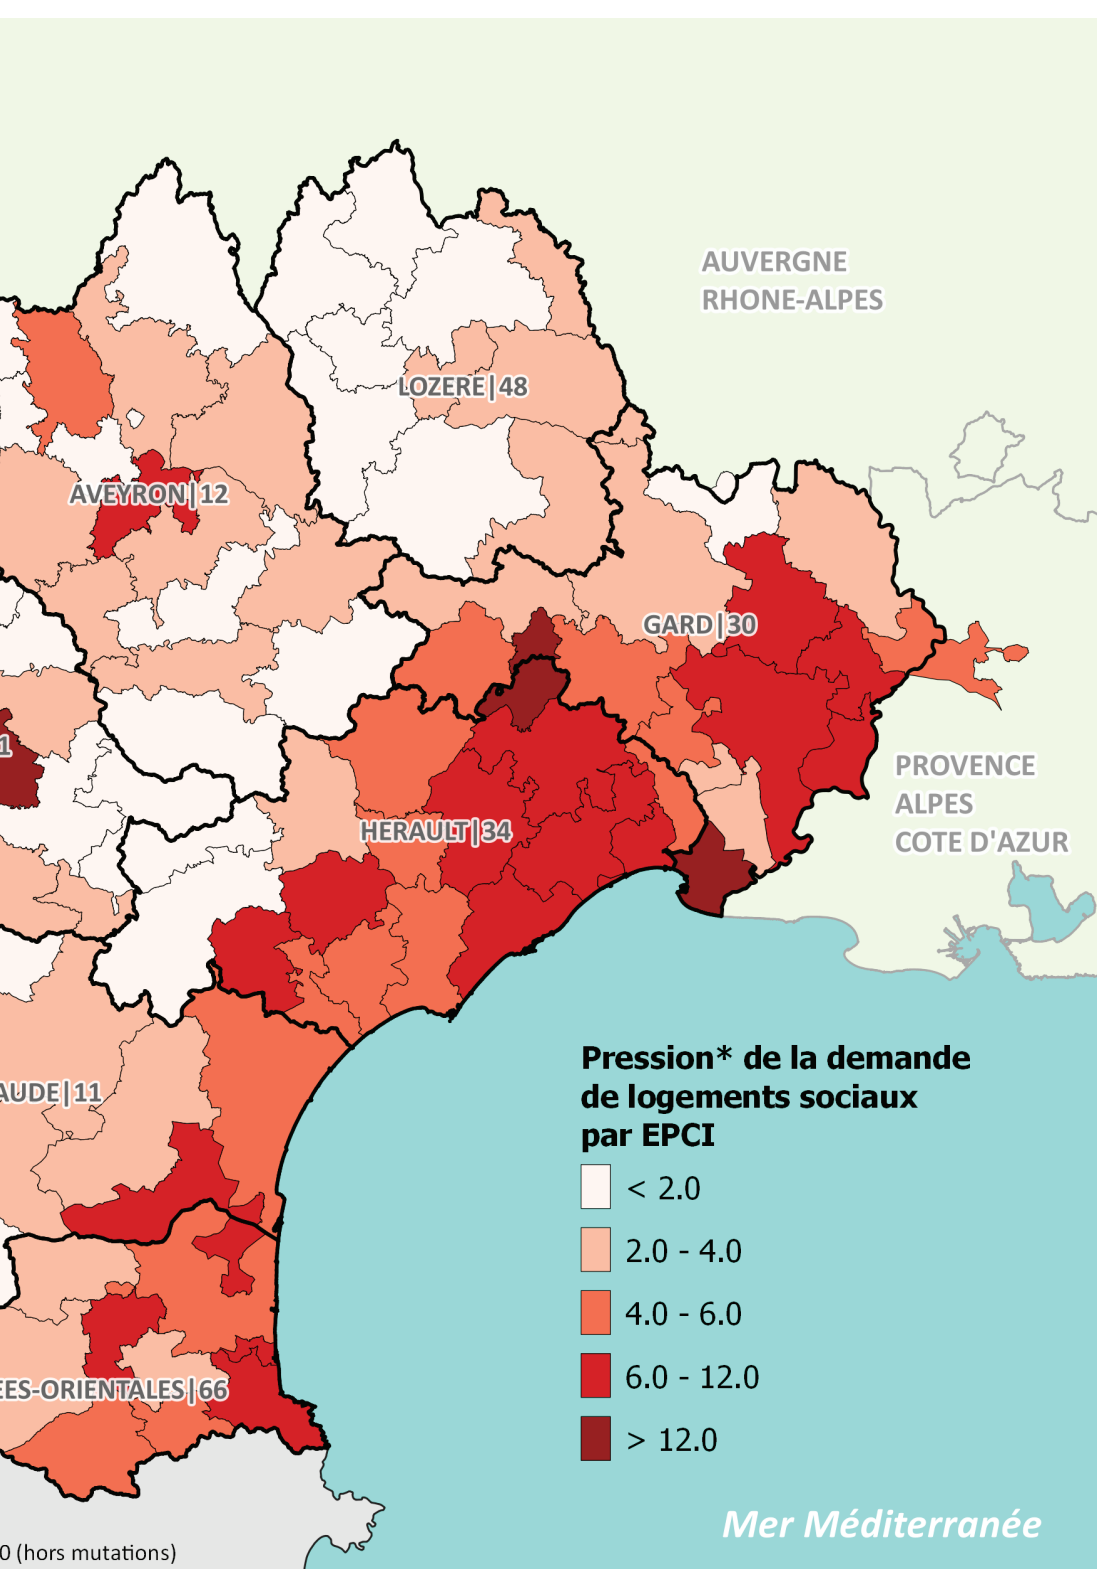 AUVERGNE
RHONE-ALPES
LOZERE|48
AVEYRON|12
GARD|30
1
PROVENCE
ALPES
COTE D'AZUR
HERAULT|34
AUDE|11
EES-ORIENTALES|66
Pression* de la demande
de logements sociaux
par EPCI
< 2.0
2.0 - 4.0
4.0 - 6.0
6.0 - 12.0
> 12.0
Mer Méditerranée
0 (hors mutations)